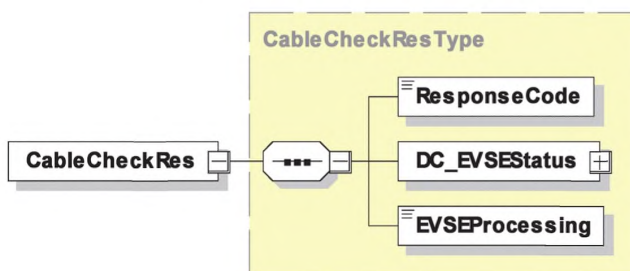 CableCheckResType
ResponseCode
CableCheckRes
DC_EVSEStatus
EVSEProcessing